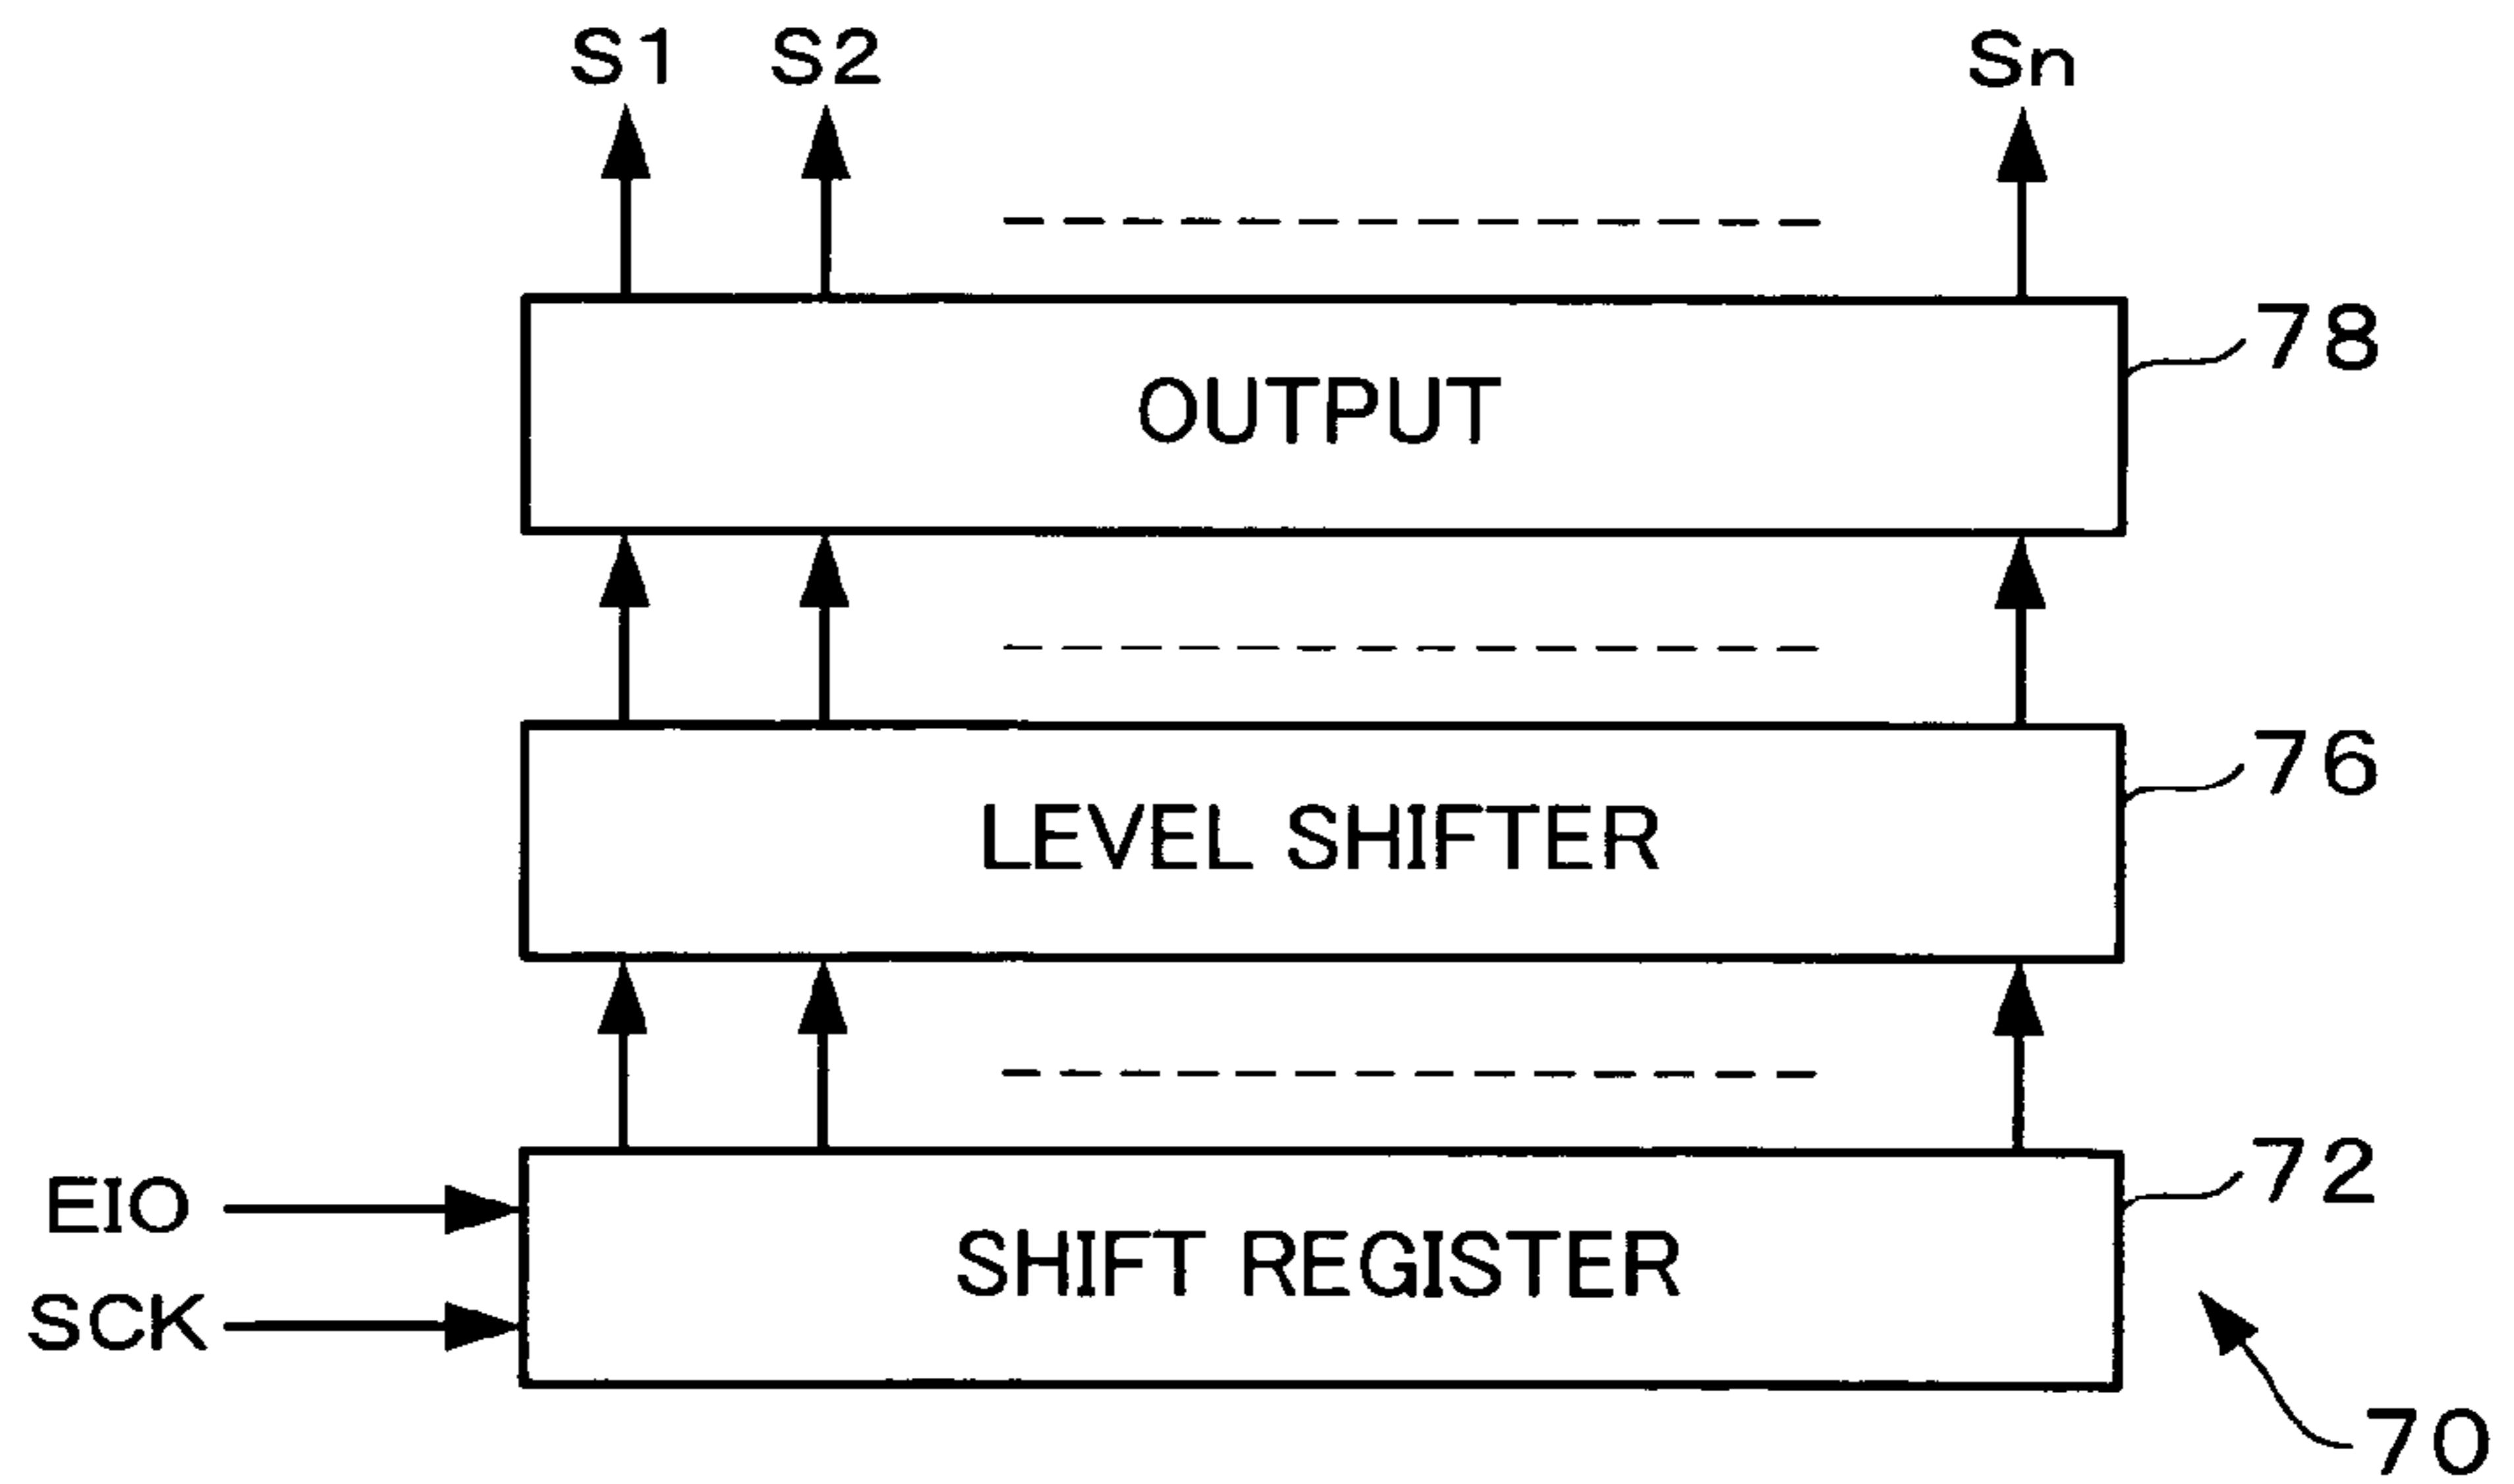 S1 S2 Sn
OUTPUT 78
LEVEL SHIFTER 76
EIO SHIFT REGISTER 72
SCK
70